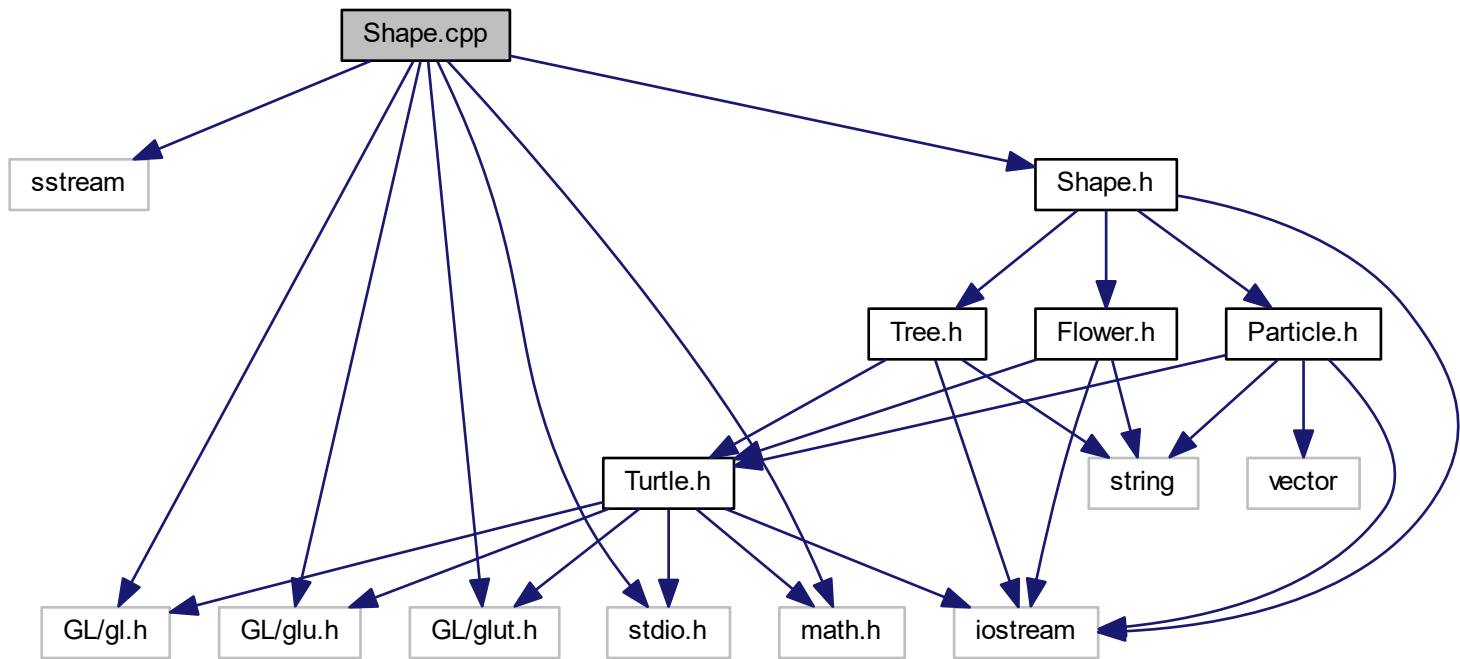 Shape.cpp
sstream
Shape.h
Tree.h
Flower.h
Particle.h
Turtle.h
string
vector
GL/gl.h
GL/glu.h
GL/glut.h
stdio.h
math.h
iostream